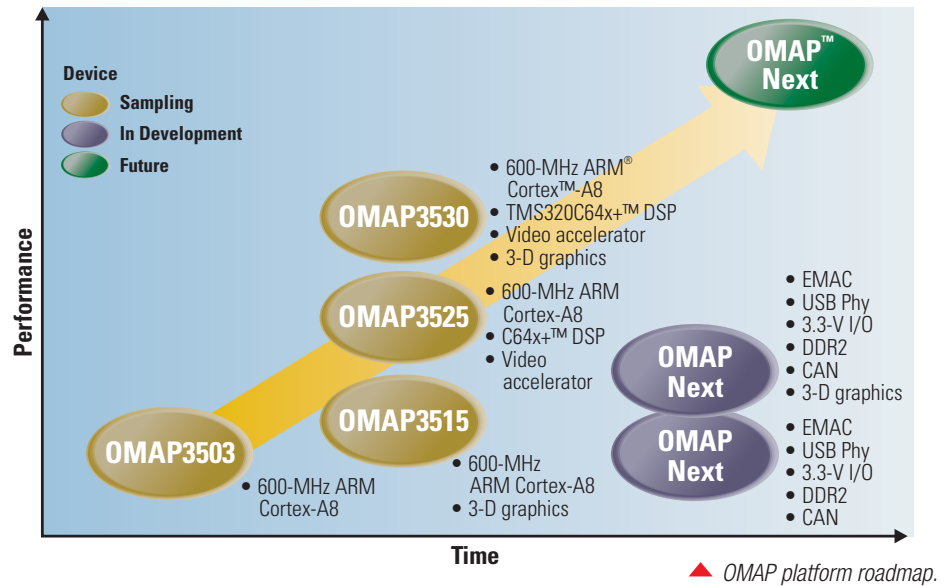 Performance
Device
Sampling
In Development
Future
OMAP™
Next
OMAP3530
• 600-MHz ARM®
Cortex™-A8
• TMS320C64x+™ DSP
• Video accelerator
• 3-D graphics
OMAP3525
• 600-MHz ARM
Cortex-A8
• C64x+™ DSP
• Video
accelerator
OMAP3515
• 600-MHz
ARM Cortex-A8
• 3-D graphics
OMAP3503
• 600-MHz ARM
Cortex-A8
OMAP
Next
• EMAC
• USB Phy
• 3.3-V I/O
• DDR2
• CAN
• 3-D graphics
OMAP
Next
• EMAC
• USB Phy
• 3.3-V I/O
• DDR2
• CAN
Time
OMAP platform roadmap.